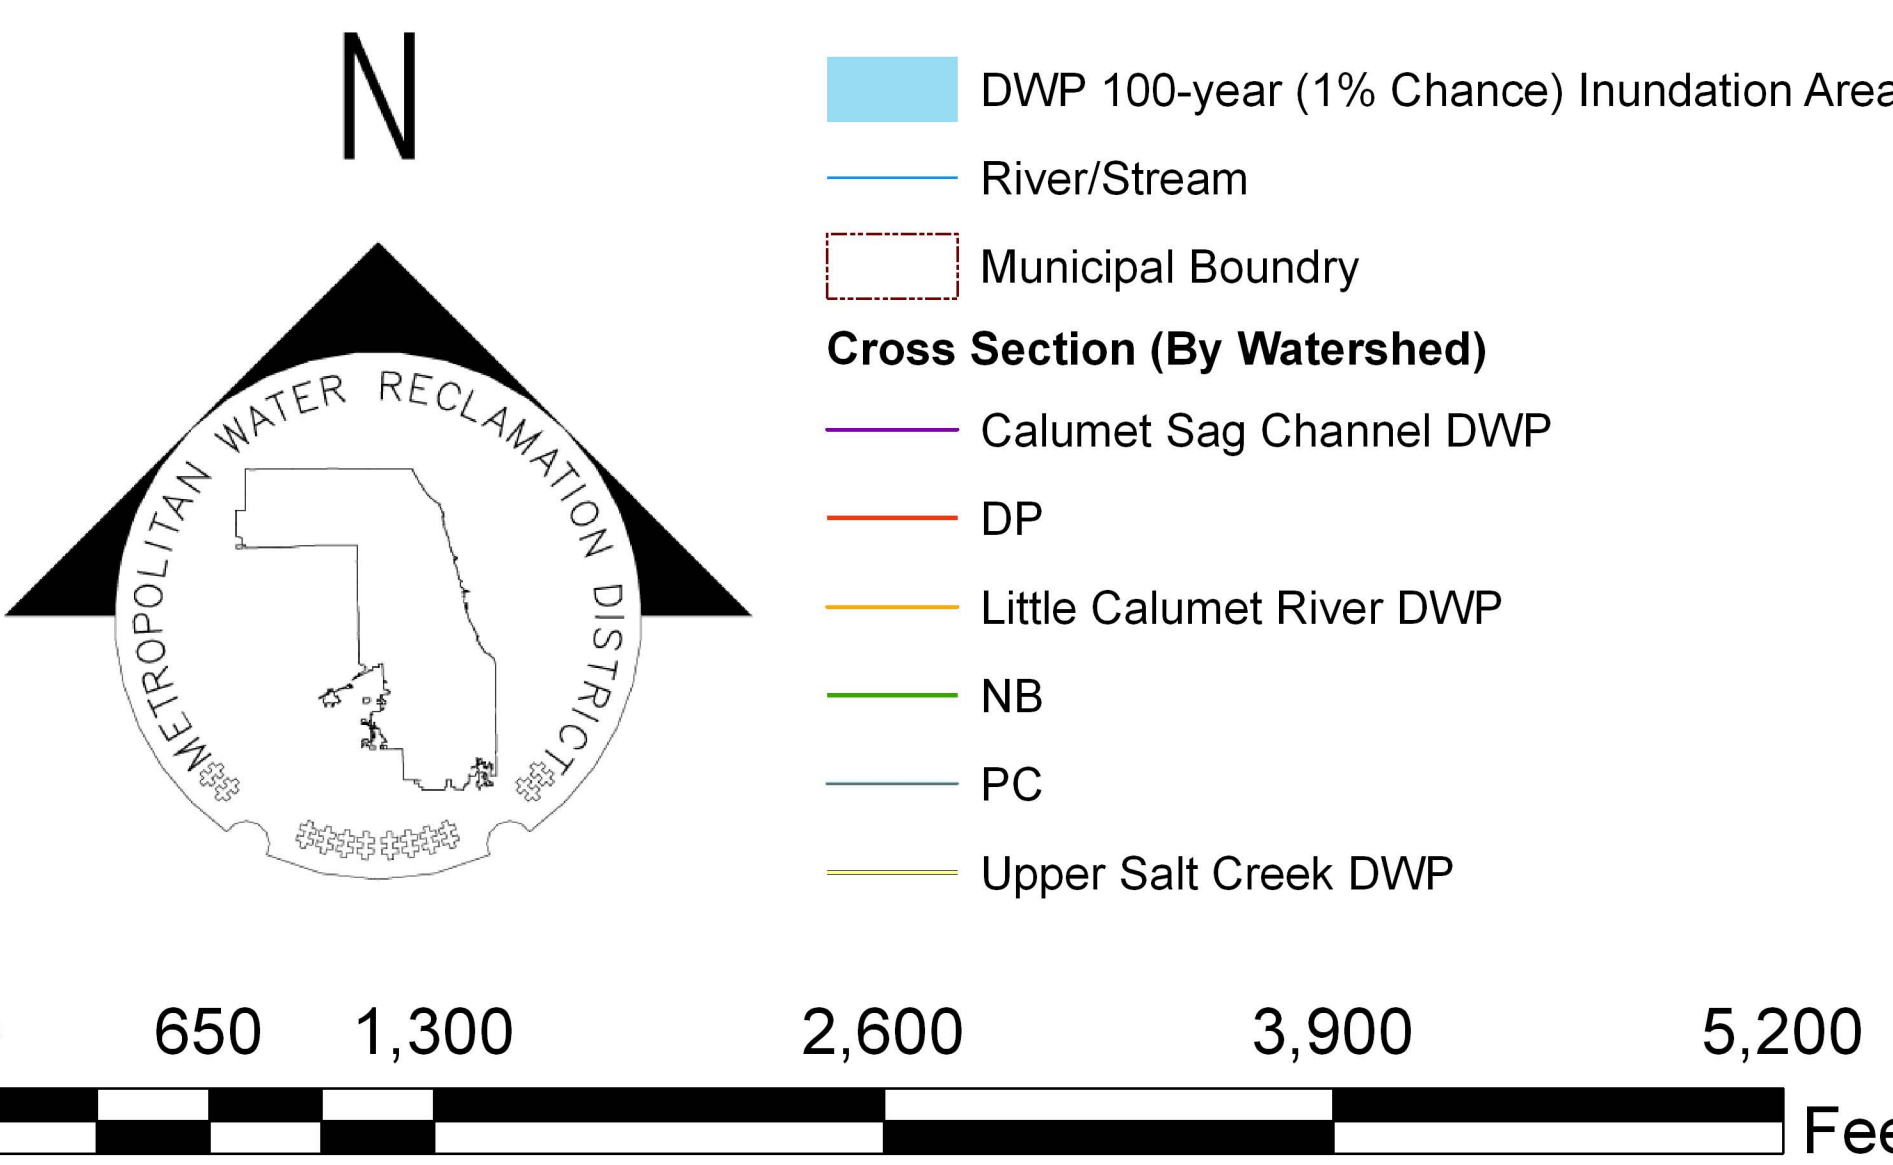 N
METROPOLITAN WATER RECLAMATION DISTRICT
DWP 100-year (1% Chance) Inundation Area
River/Stream
Municipal Boundry
Cross Section (By Watershed)
Calumet Sag Channel DWP
DP
Little Calumet River DWP
NB
PC
Upper Salt Creek DWP
650 1,300 2,600 3,900 5,200
Fee